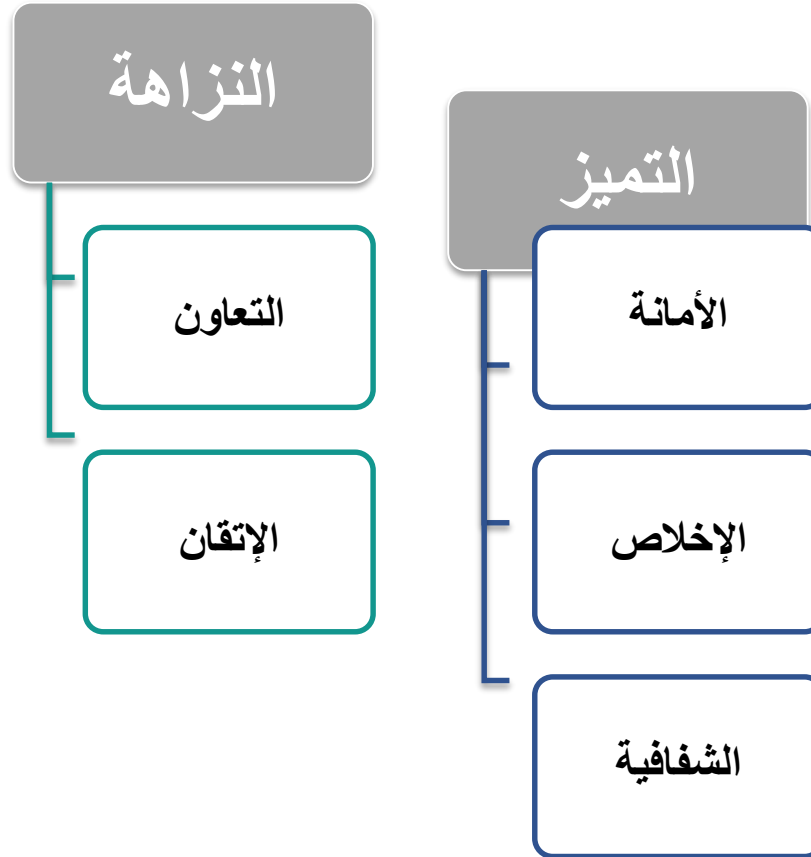 التميز
الأمانة
الإخلاص
الشفافية
النزاهة
التعاون
الإتقان